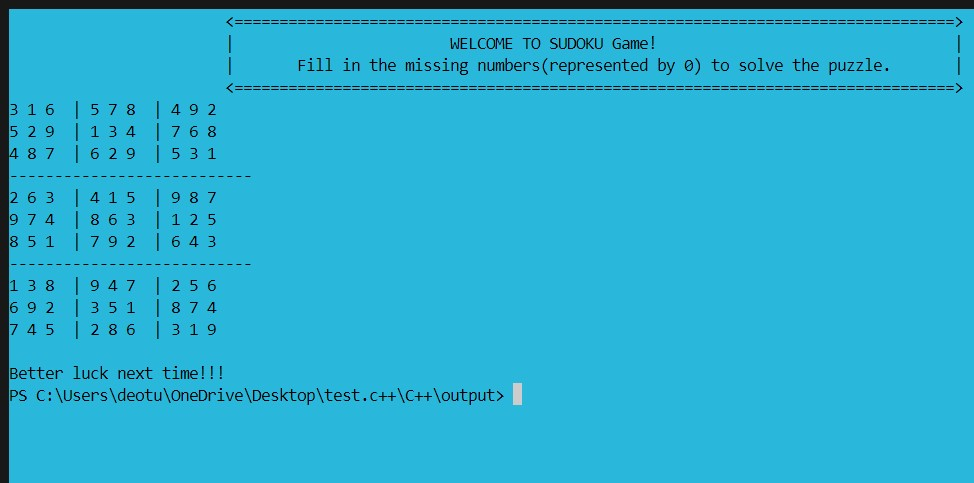 <================================================================================>
| WELCOME TO SUDOKU Game! |
| Fill in the missing numbers(represented by 0) to solve the puzzle. |
<================================================================================>
3 1 6 | 5 7 8 | 4 9 2
5 2 9 | 1 3 4 | 7 6 8
4 8 7 | 6 2 9 | 5 3 1
---------------------------
2 6 3 | 4 1 5 | 9 8 7
9 7 4 | 8 6 3 | 1 2 5
8 5 1 | 7 9 2 | 6 4 3
---------------------------
1 3 8 | 9 4 7 | 2 5 6
6 9 2 | 3 5 1 | 8 7 4
7 4 5 | 2 8 6 | 3 1 9
Better luck next time!!!
PS C:\Users\deotu\OneDrive\Desktop\test.c++\C++\output>